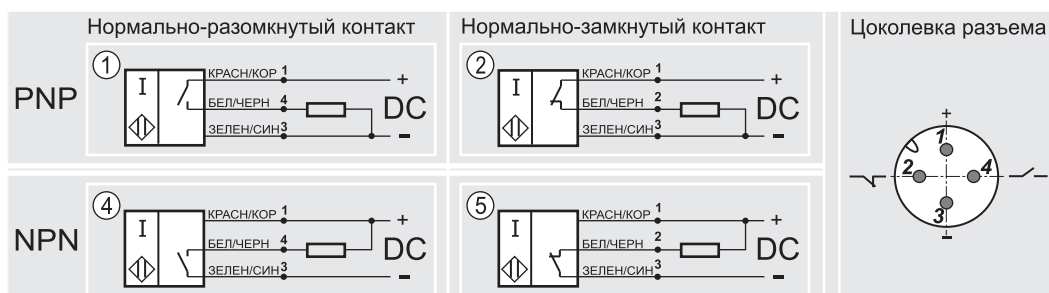 Нормально-разомкнутый контакт
Нормально-замкнутый контакт
Цоколевка разъема
PNP
1
I
КРАСН/КОР 1
+
БЕЛ/ЧЕРН 4
DC
ЗЕЛЕН/СИН 3
-
2
I
КРАСН/КОР 1
+
БЕЛ/ЧЕРН 2
DC
ЗЕЛЕН/СИН 3
-
NPN
4
I
КРАСН/КОР 1
+
БЕЛ/ЧЕРН 4
DC
ЗЕЛЕН/СИН 3
-
5
I
КРАСН/КОР 1
+
БЕЛ/ЧЕРН 2
DC
ЗЕЛЕН/СИН 3
-
+
1
2
4
3
-